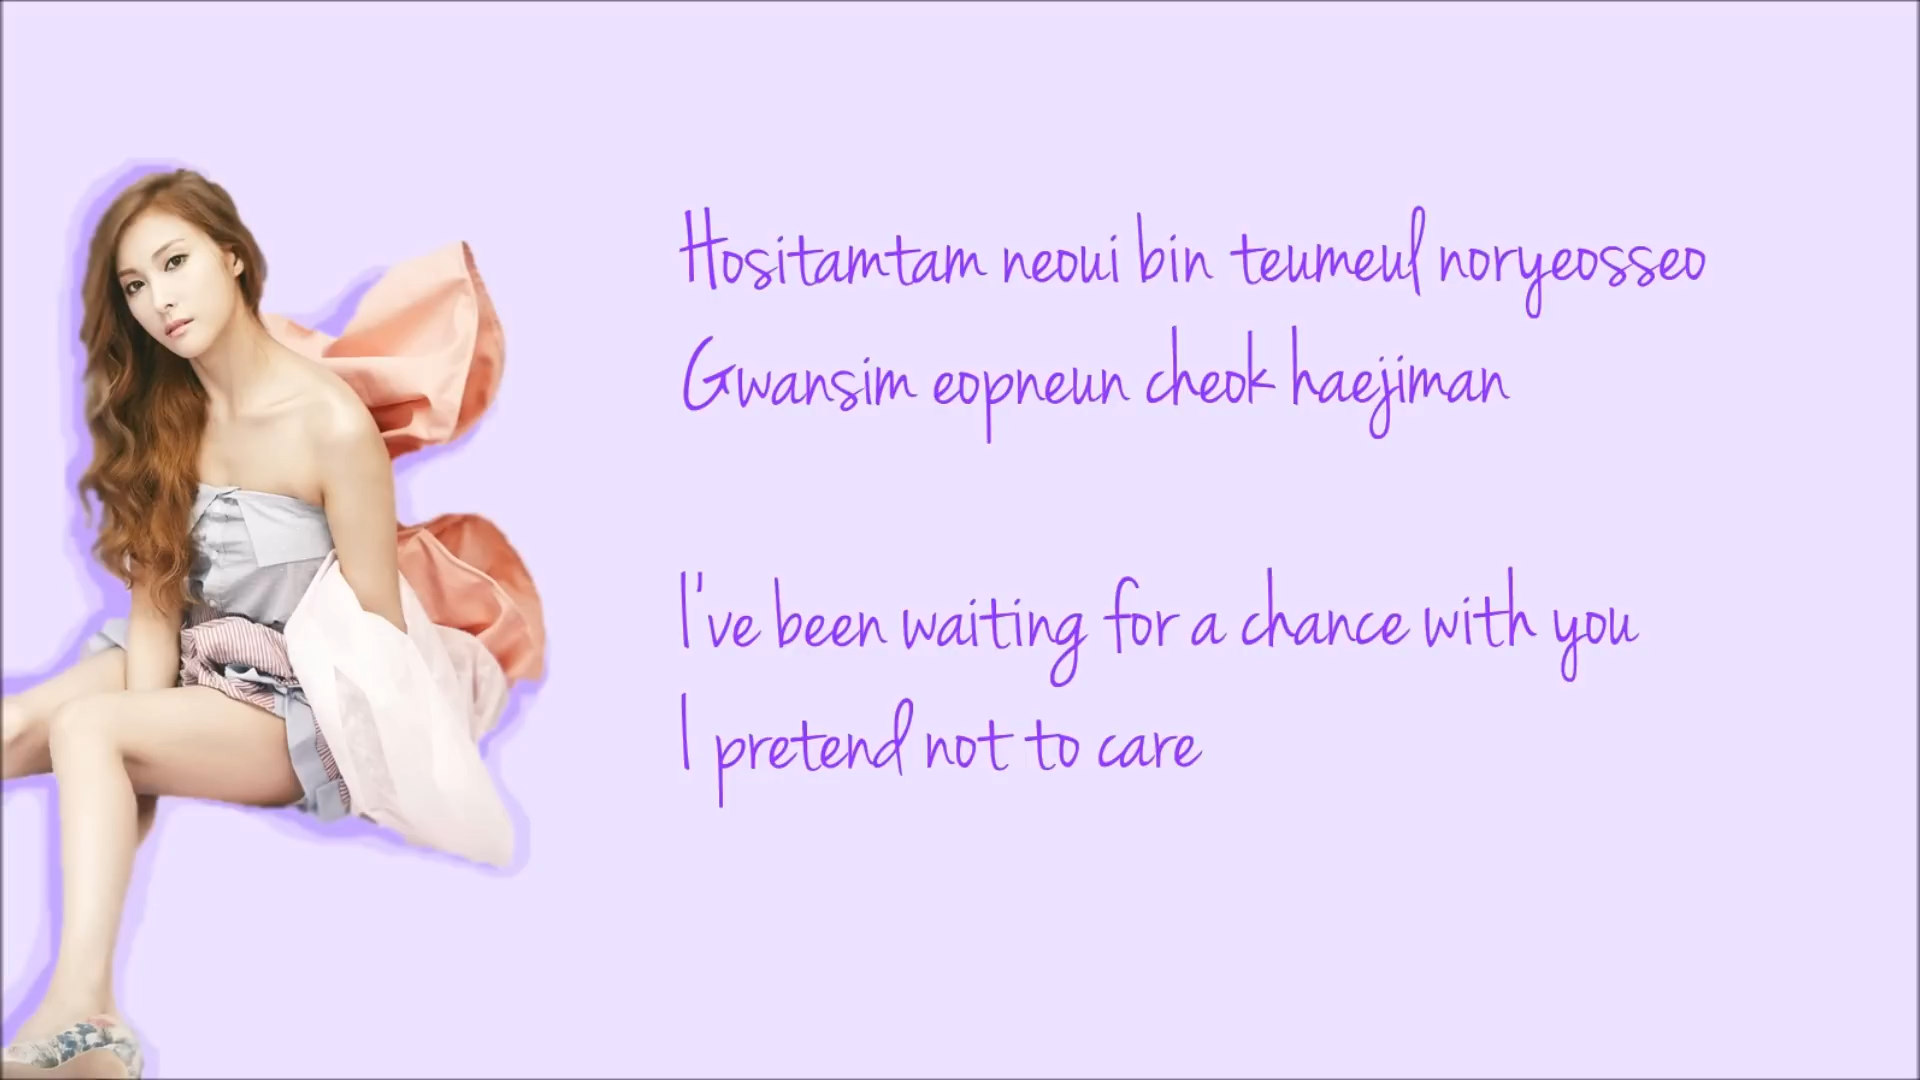 Hositamtam neoui bin teumeul noryeosseo
Gwansim eopneun cheok haejiman
I've been waiting for a chance with you
I pretend not to care